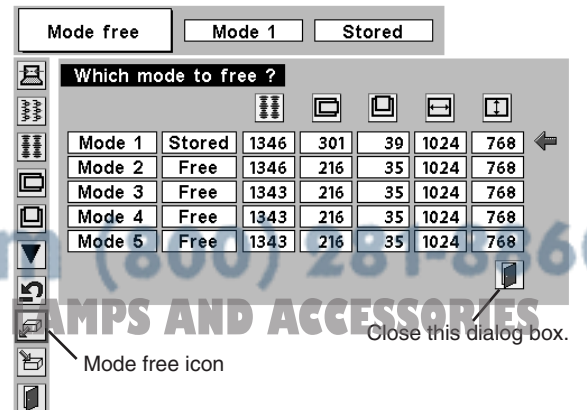 Mode free Mode 1 Stored
Which mode to free ?
Mode 1 Stored 1346 301 39 1024 768
Mode 2 Free 1346 216 35 1024 768
Mode 3 Free 1343 216 35 1024 768
Mode 4 Free 1343 216 35 1024 768
Mode 5 Free 1343 216 35 1024 768
m (800) 281-886
AMPS AND ACCESSORIES
Close this dialog box.
Mode free icon